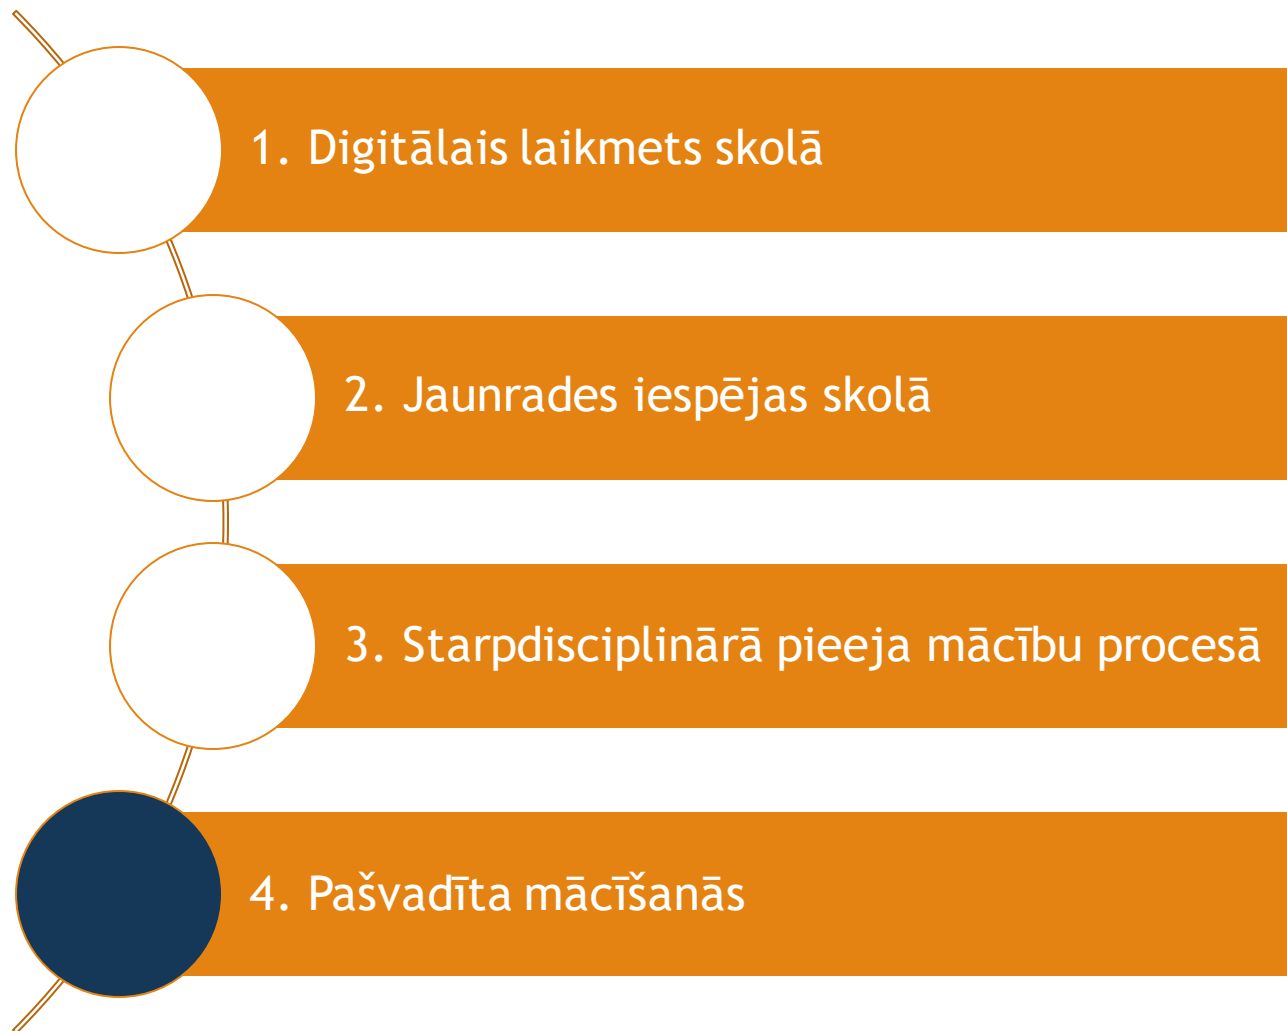 1. Digitālais laikmets skolā
2. Jaunrades iespējas skolā
3. Starpdisciplinārā pieeja mācību procesā
4. Pašvadīta mācīšanās